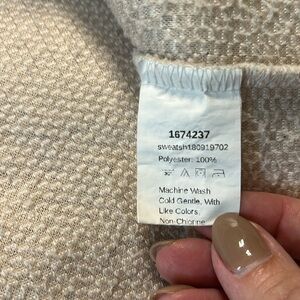 1674237
sweatsh180919702
Polyester: 100%
Machine Wash
Cold Gentle, With
Like Colors,
Non-Chlorine